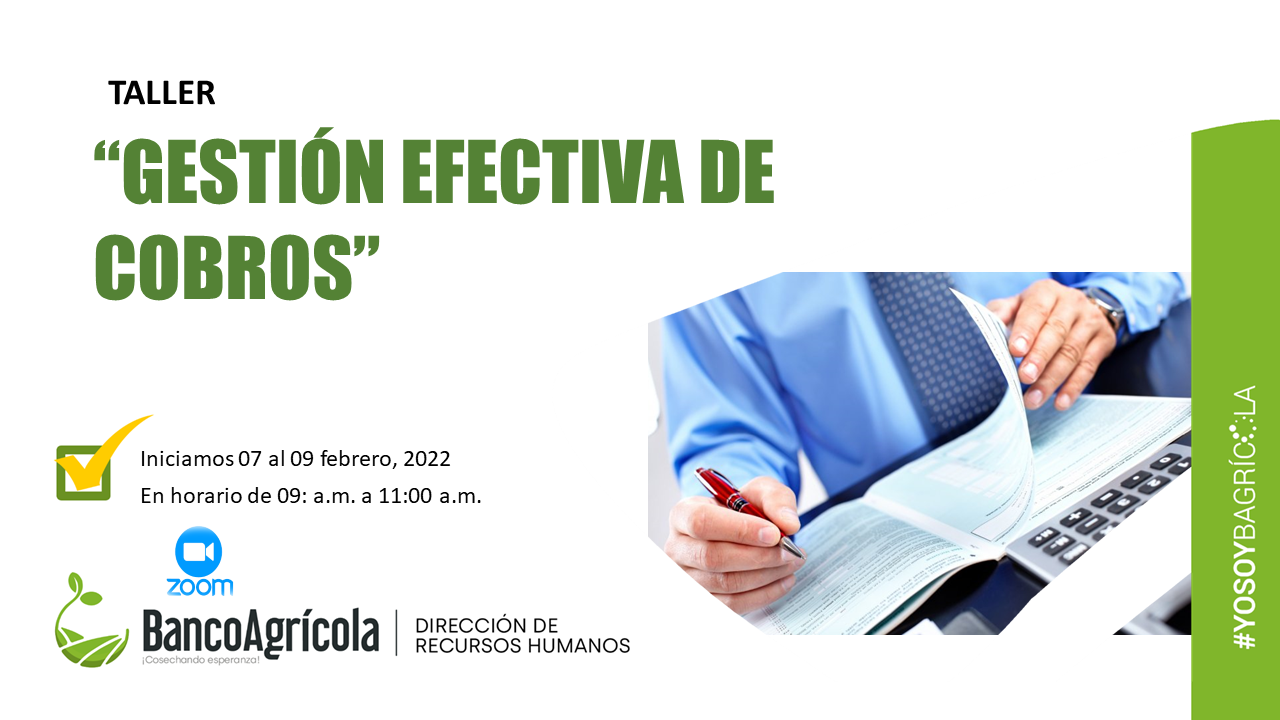 TALLER
“GESTIÓN EFECTIVA DE
COBROS”
Iniciamos 07 al 09 febrero, 2022
En horario de 09: a.m. a 11:00 a.m.
zoom
BancoAgrícola
¡Cosechando esperanza!
DIRECCIÓN DE
RECURSOS HUMANOS
#YOSOYBAGRÍCOLA